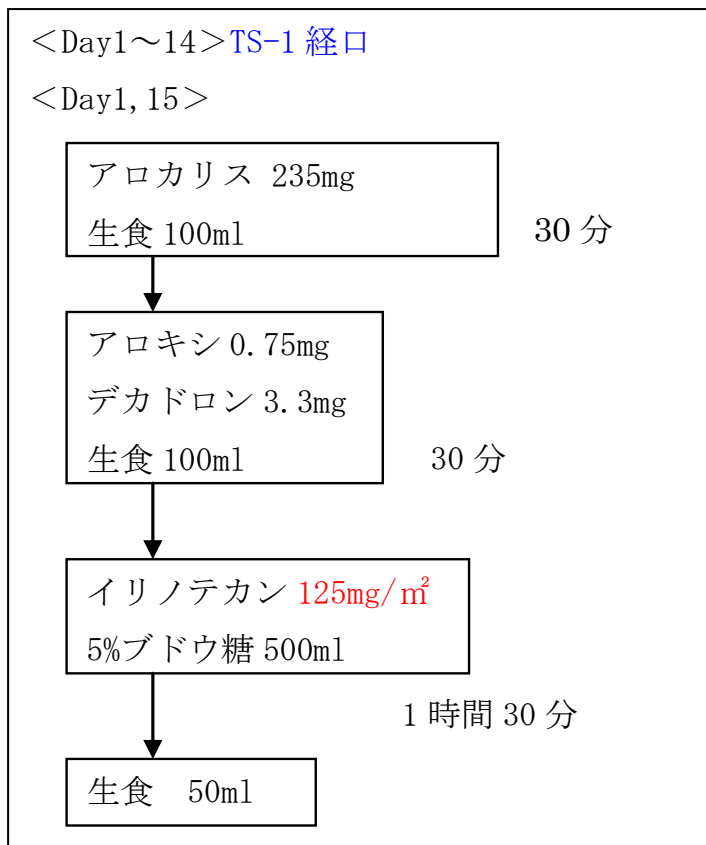 ＜Day1～14＞TS-1 経口
＜Day1,15＞
アロカリス 235mg
生食 100ml
30 分
アロキシ 0.75mg
デカドロン 3.3mg
生食 100ml
30 分
イリノテカン 125mg/㎡
5%ブドウ糖 500ml
1 時間 30 分
生食　50ml